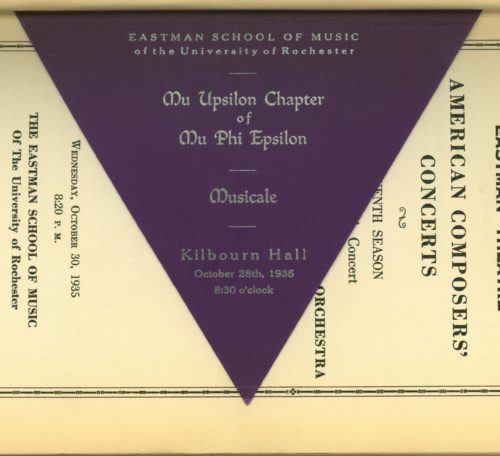 EASTMAN SCHOOL OF MUSIC
of the University of Rochester
Mu Upsilon Chapter
of
Mu Phi Epsilon
Musicale
Kilbourn Hall
October 28th, 1935
8:30 o'clock
AMERICAN COMPOSERS'
CONCERTS
SEASON
Concert
ORCHESTRA
WEDNESDAY, OCTOBER 30, 1935
8:20 P. M.
THE EASTMAN SCHOOL OF MUSIC
Of The University of Rochester